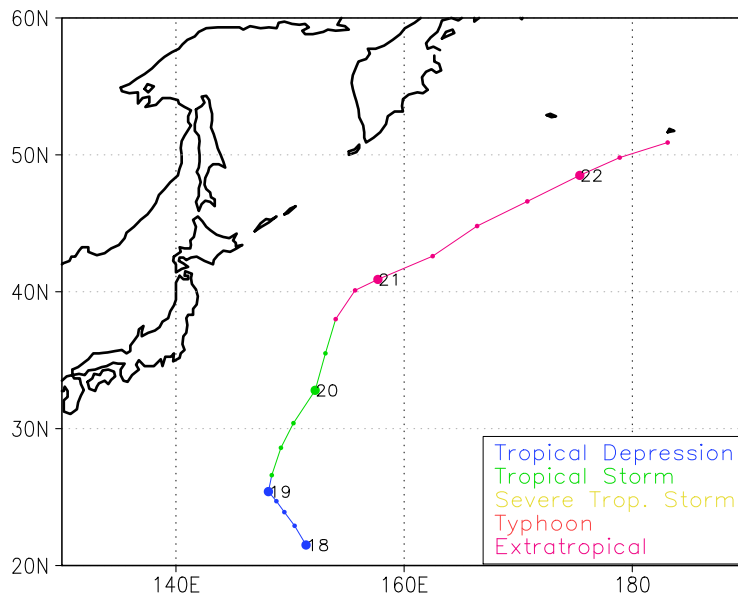 60N
50N
22
21
40N
20
30N
Tropical Depression
Tropical Storm
Severe Trop. Storm
Typhoon
Extratropical
19
18
20N
140E
160E
180